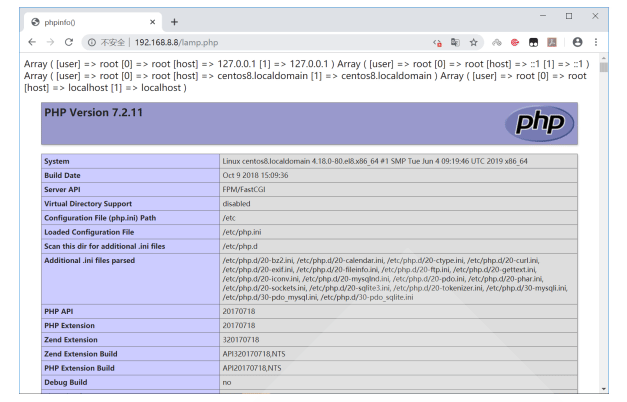 phpinfo()
不安全 | 192.168.8.8/lamp.php
Array ( [user] => root [0] => root [host] => 127.0.0.1 [1] => 127.0.0.1 ) Array ( [user] => root [0] => root [host] => ::1 [1] => ::1 )
Array ( [user] => root [0] => root [host] => centos8.localdomain [1] => centos8.localdomain ) Array ( [user] => root [0] => root
[host] => localhost [1] => localhost )
PHP Version 7.2.11
php
System Linux centos8.localdomain 4.18.0-80.el8.x86_64 #1 SMP Tue Jun 4 09:19:46 UTC 2019 x86_64
Build Date Oct 9 2018 15:09:36
Server API FPM/FastCGI
Virtual Directory Support disabled
Configuration File (php.ini) Path /etc
Loaded Configuration File /etc/php.ini
Scan this dir for additional .ini files /etc/php.d
Additional .ini files parsed /etc/php.d/20-bz2.ini, /etc/php.d/20-calendar.ini, /etc/php.d/20-ctype.ini, /etc/php.d/20-curl.ini,
/etc/php.d/20-exif.ini, /etc/php.d/20-fileinfo.ini, /etc/php.d/20-ftp.ini, /etc/php.d/20-gettext.ini,
/etc/php.d/20-iconv.ini, /etc/php.d/20-mysqlnd.ini, /etc/php.d/20-pdo.ini, /etc/php.d/20-phar.ini,
/etc/php.d/20-sockets.ini, /etc/php.d/20-sqlite3.ini, /etc/php.d/20-tokenizer.ini, /etc/php.d/30-mysqli.ini,
/etc/php.d/30-pdo_mysql.ini, /etc/php.d/30-pdo_sqlite.ini
PHP API 20170718
PHP Extension 20170718
Zend Extension 320170718
Zend Extension Build API320170718,NTS
PHP Extension Build API20170718,NTS
Debug Build no